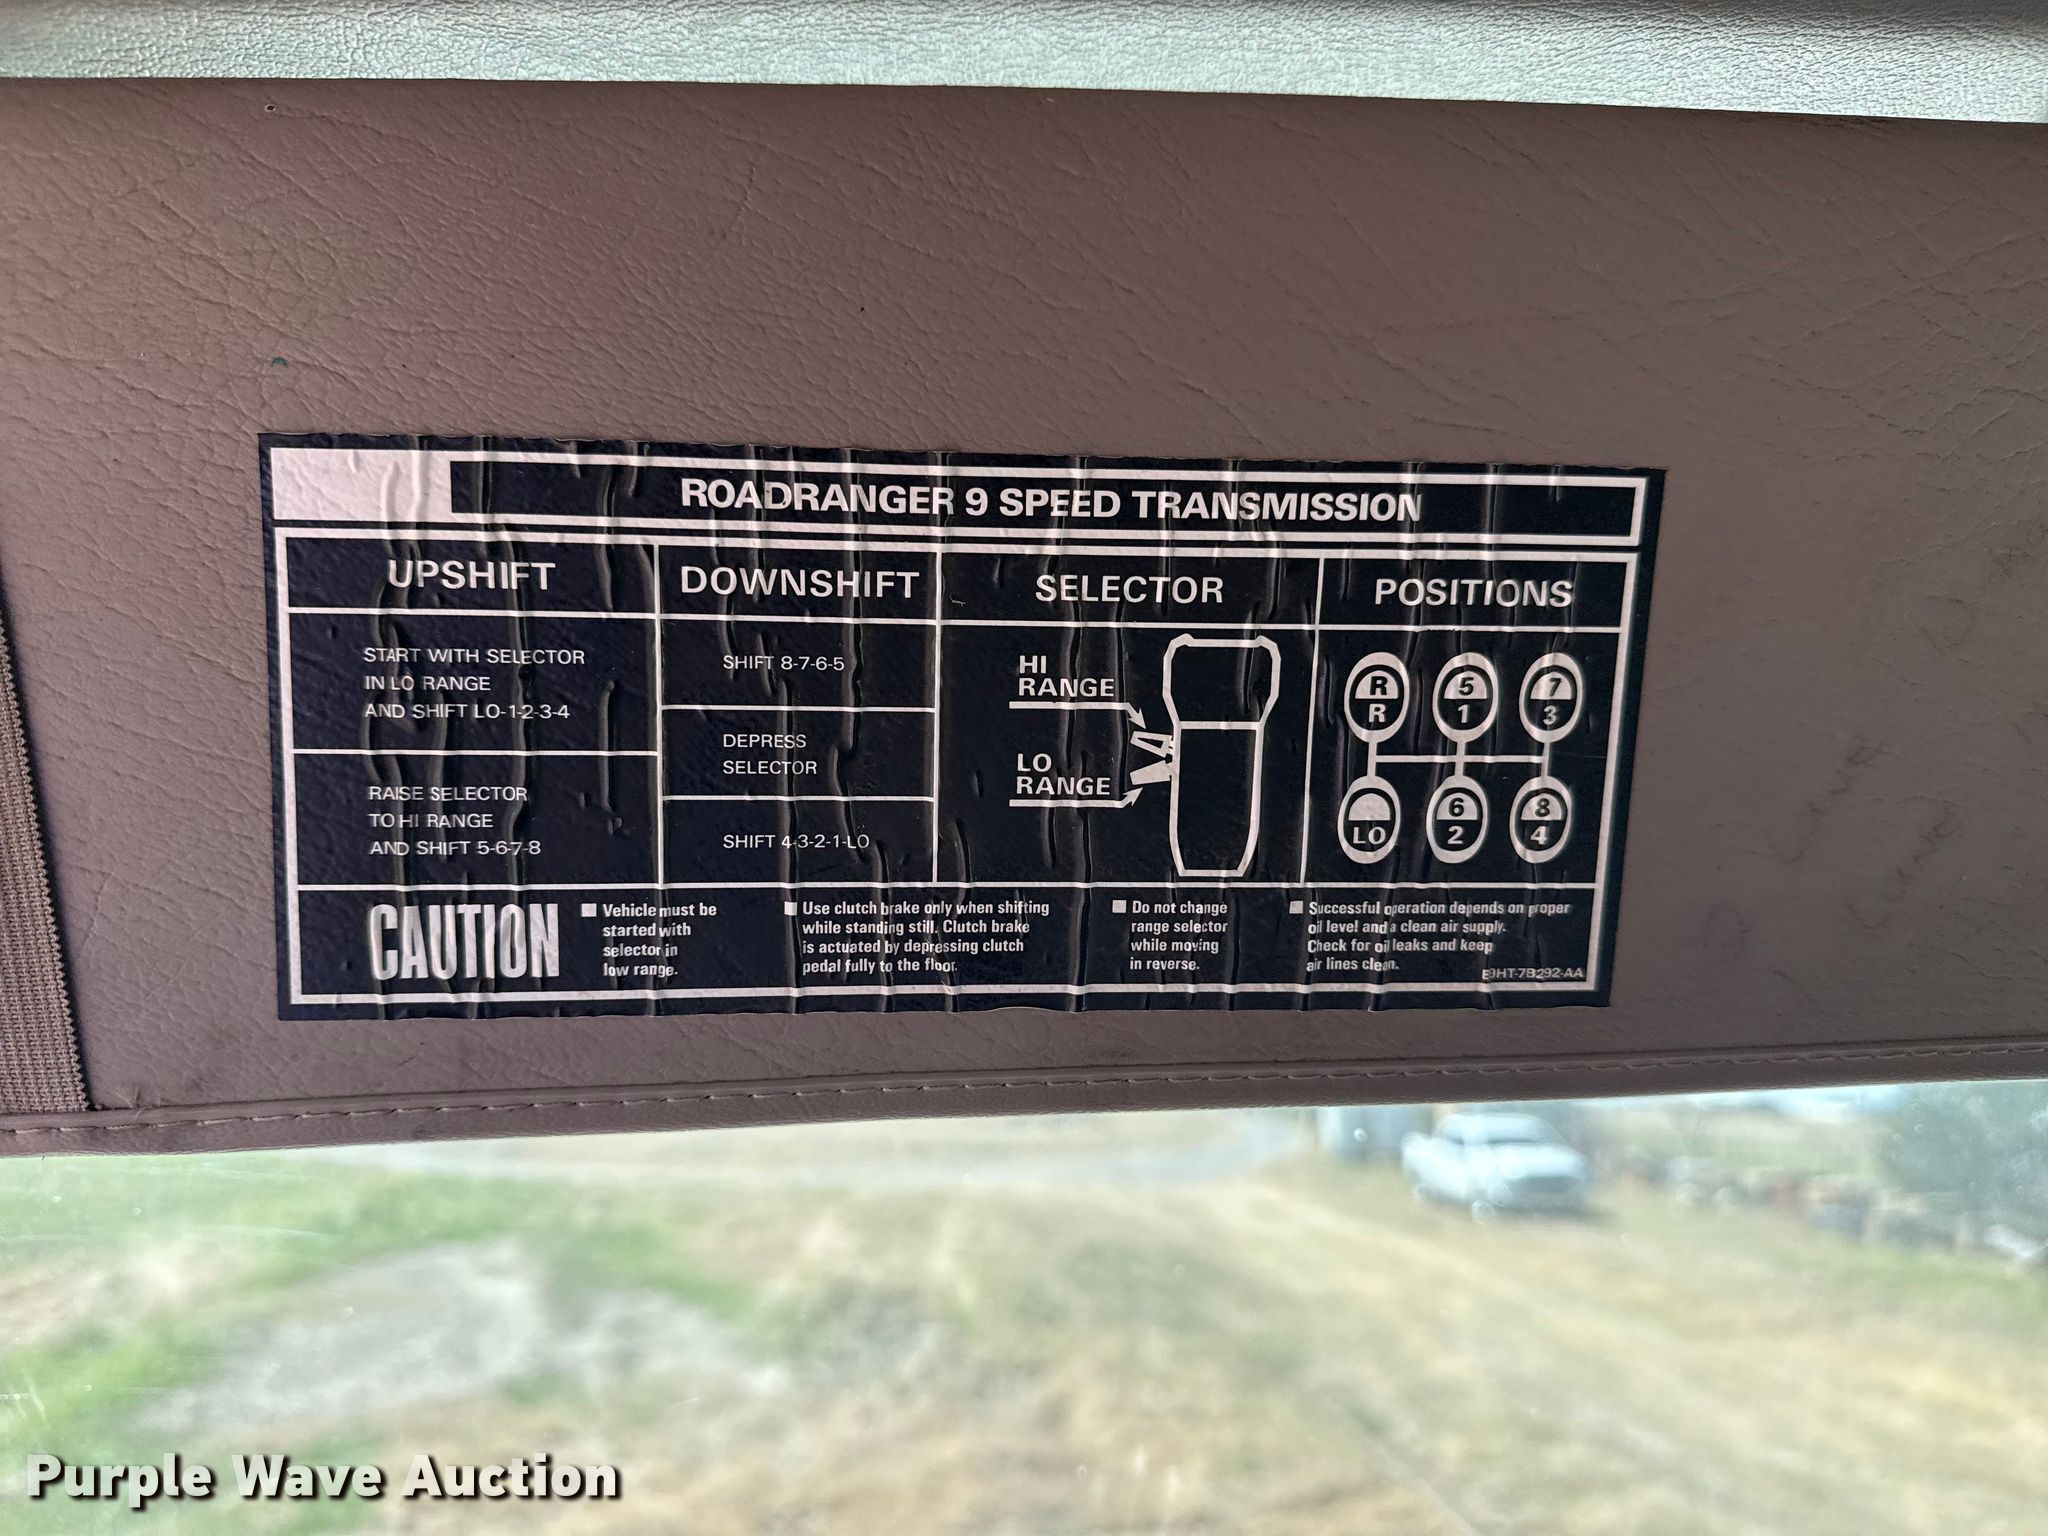 ROADRANGER 9 SPEED TRANSMISSION
UPSHIFT
START WITH SELECTOR
IN LO RANGE
AND SHIFT LO-1-2-3-4
RAISE SELECTOR
TO HI RANGE
AND SHIFT 5-6-7-8
DOWNSHIFT
SHIFT 8-7-6-5
DEPRESS
SELECTOR
SHIFT 4-3-2-1-LO
SELECTOR
HI
RANGE
LO
RANGE
POSITIONS
R 5 7
R 1 3
6 8
LO 2 4
CAUTION
Vehicle must be
started with
selector in
low range.
Use clutch brake only when shifting
while standing still. Clutch brake
is actuated by depressing clutch
pedal fully to the floor.
Do not change
range selector
while moving
in reverse.
Successful operation depends on proper
oil level and a clean air supply.
Check for oil leaks and keep
air lines clean.
E9HT-7B292-AA
Purple Wave Auction